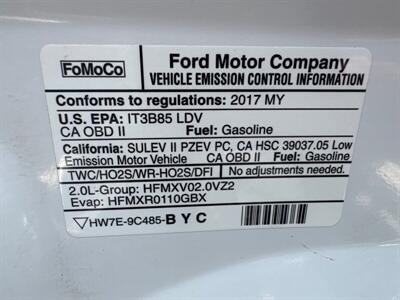 FoMoCo
Ford Motor Company
VEHICLE EMISSION CONTROL INFORMATION
Conforms to regulations: 2017 MY
U.S. EPA: IT3B85 LDV
CA OBD II Fuel: Gasoline
California: SULEV II PZEV PC, CA HSC 39037.05 Low
Emission Motor Vehicle CA OBD II Fuel: Gasoline
TWC/HO2S/WR-HO2S/DFI No adjustments needed.
2.0L-Group: HFMXV02.0VZ2
Evap: HFMXR0110GBX
HW7E-9C485-B Y C